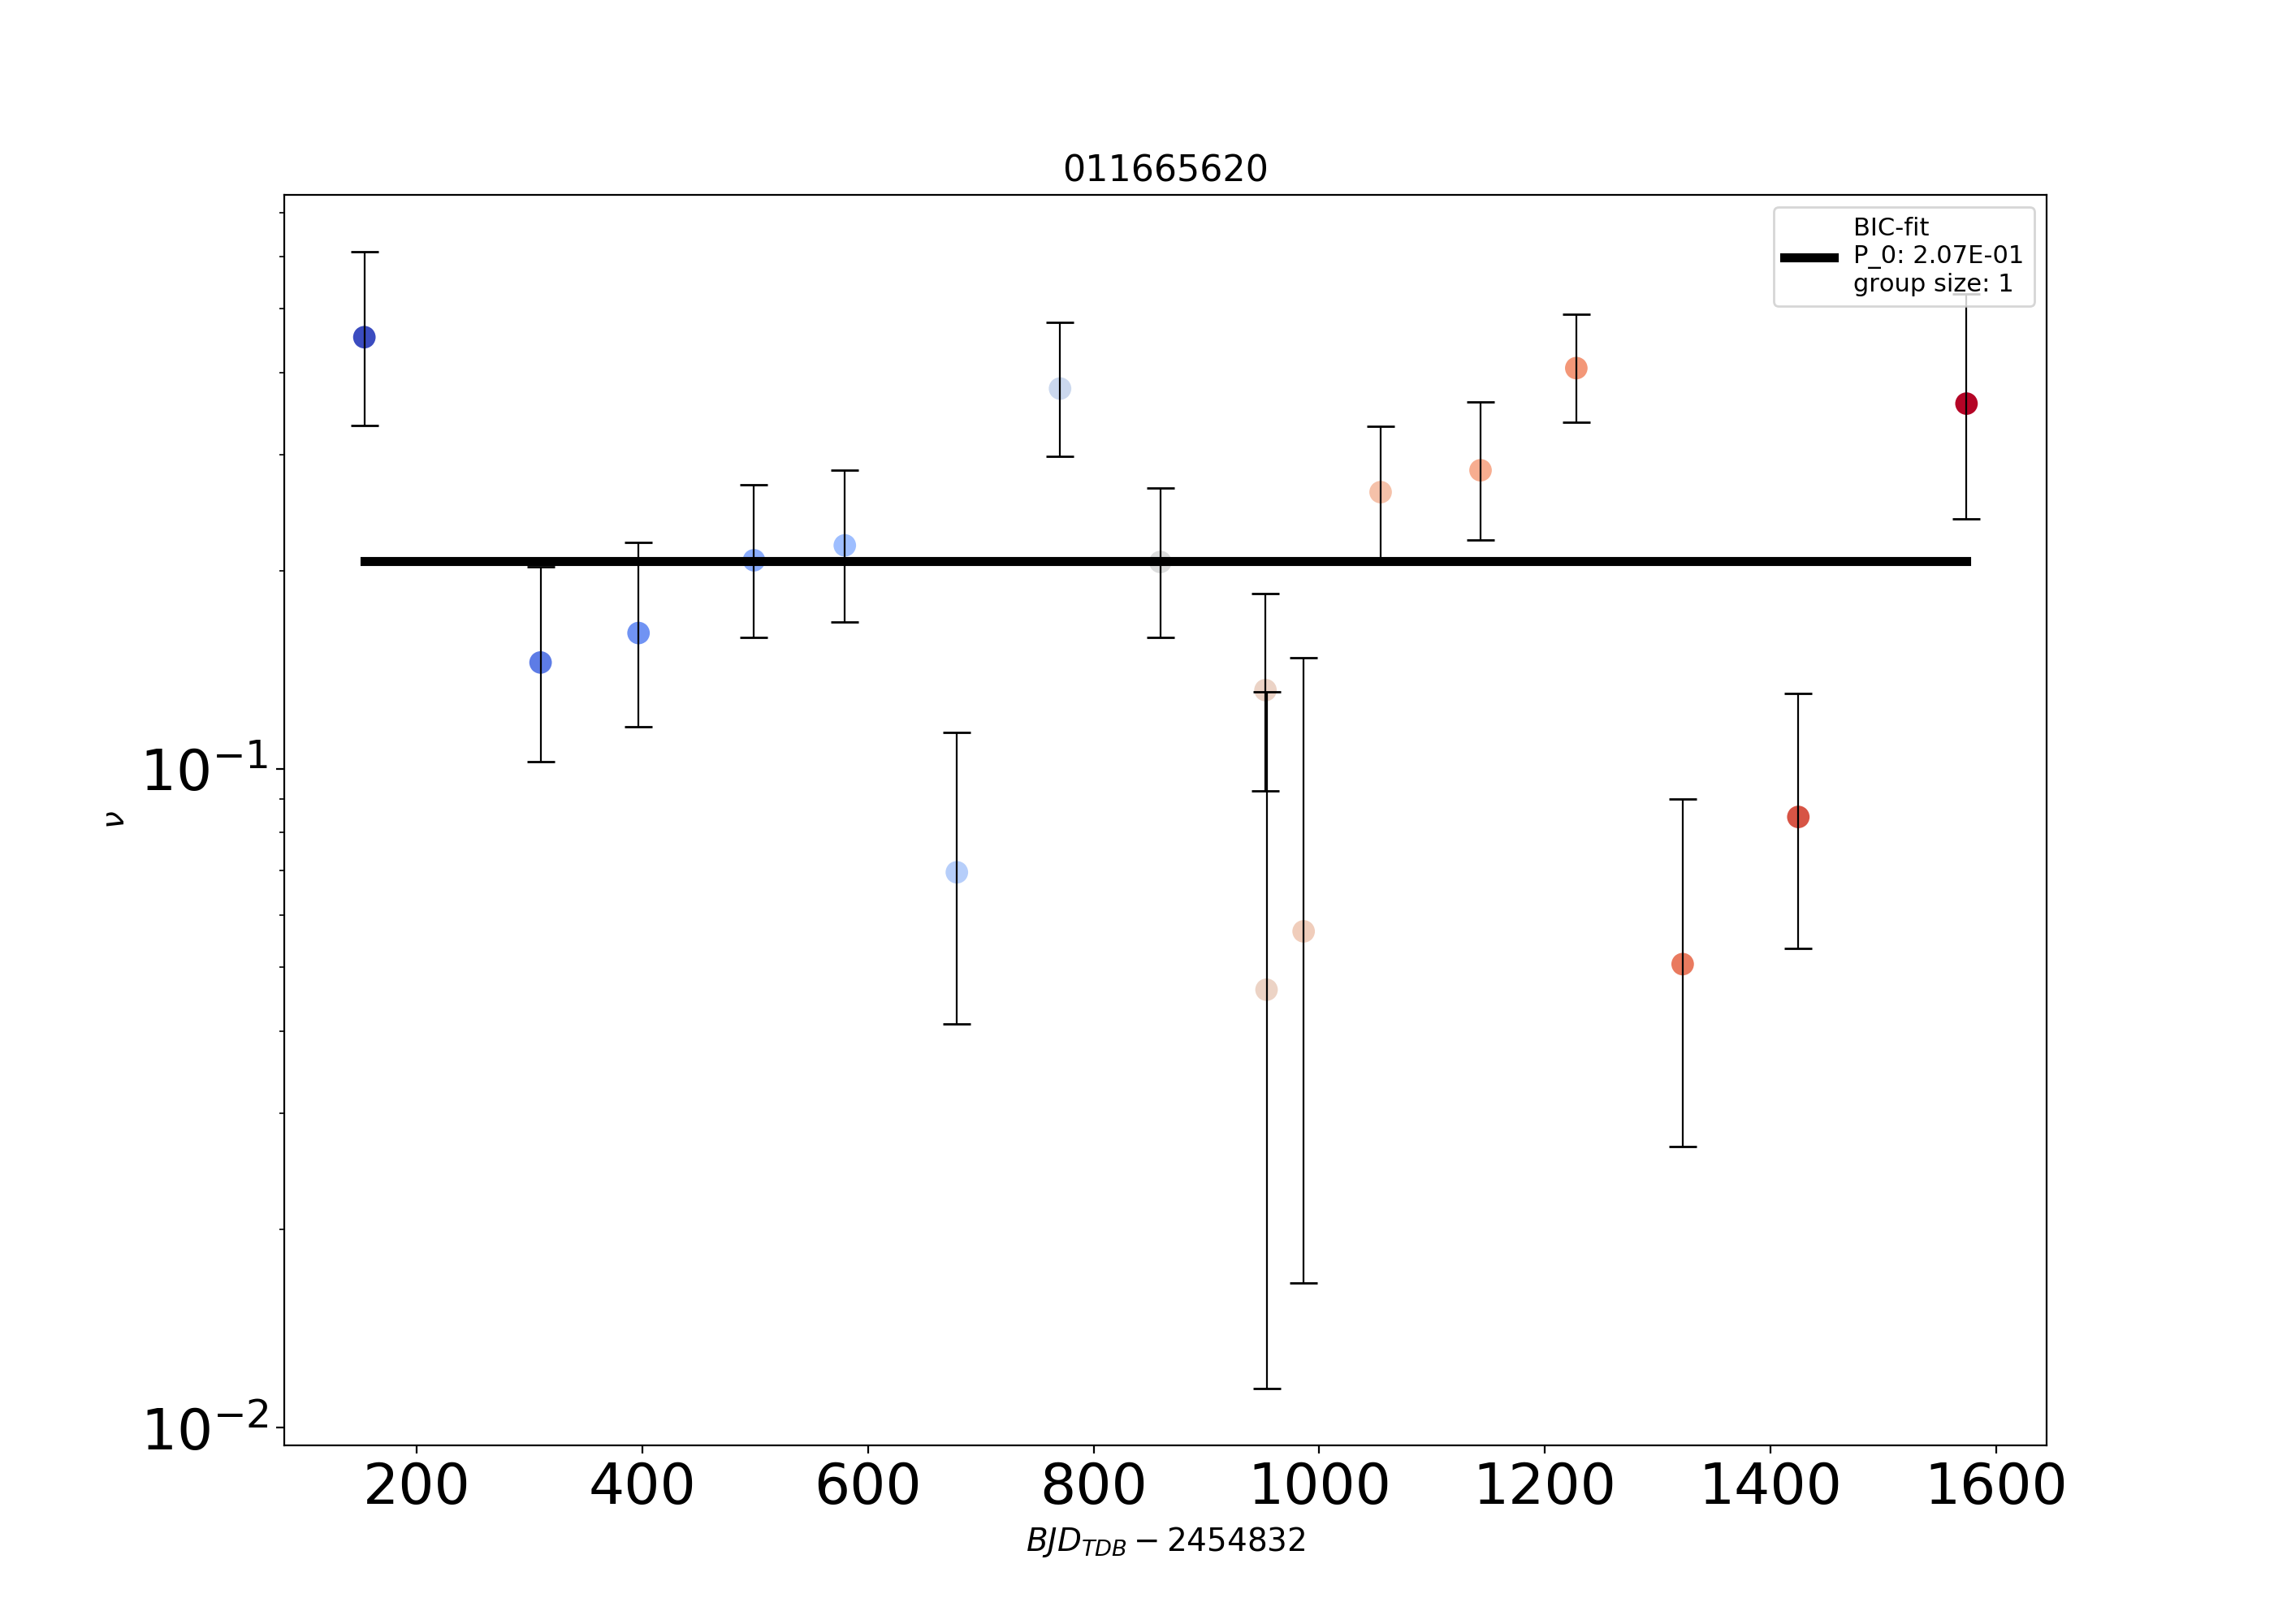 011665620
BIC-fit
P_0: 2.07E-01
group size: 1
10⁻¹
ν
10⁻²
200 400 600 800 1000 1200 1400 1600
BJD_TDB − 2454832